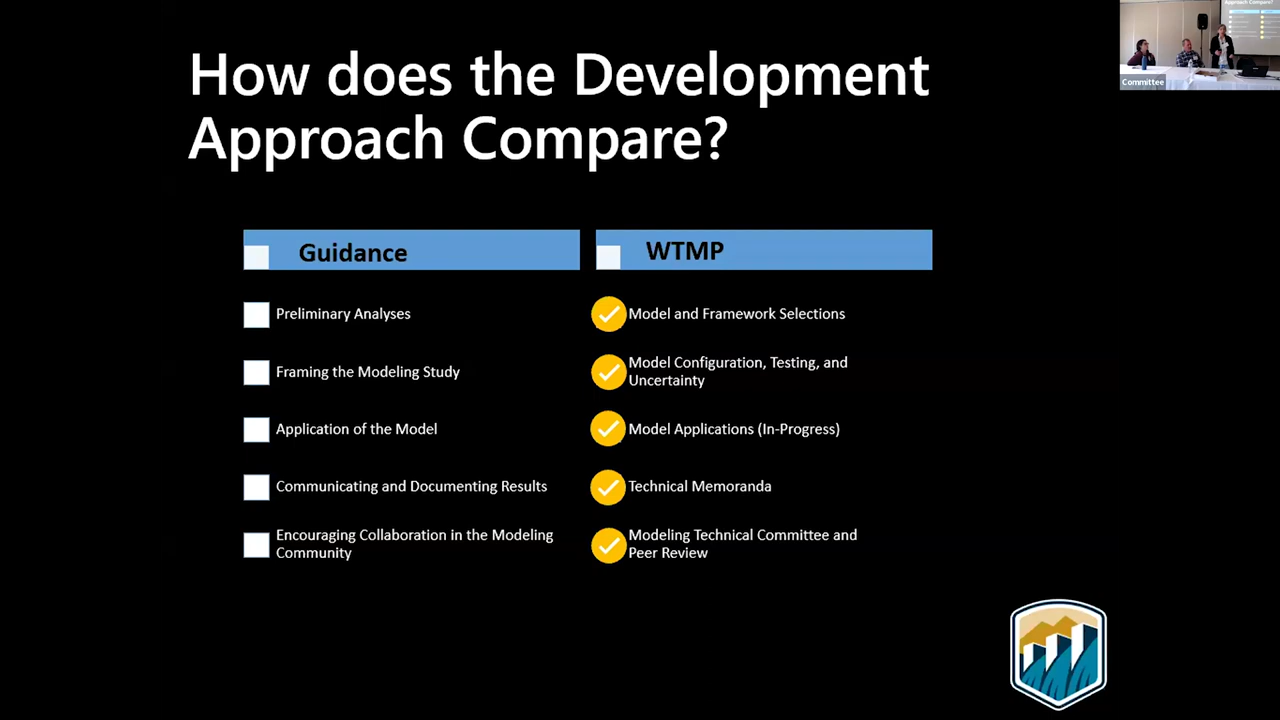 How does the Development
Approach Compare?
Guidance
WTMP
Preliminary Analyses
Model and Framework Selections
Framing the Modeling Study
Model Configuration, Testing, and
Uncertainty
Application of the Model
Model Applications (In-Progress)
Communicating and Documenting Results
Technical Memoranda
Encouraging Collaboration in the Modeling
Community
Modeling Technical Committee and
Peer Review
Approach Compare?
Committee